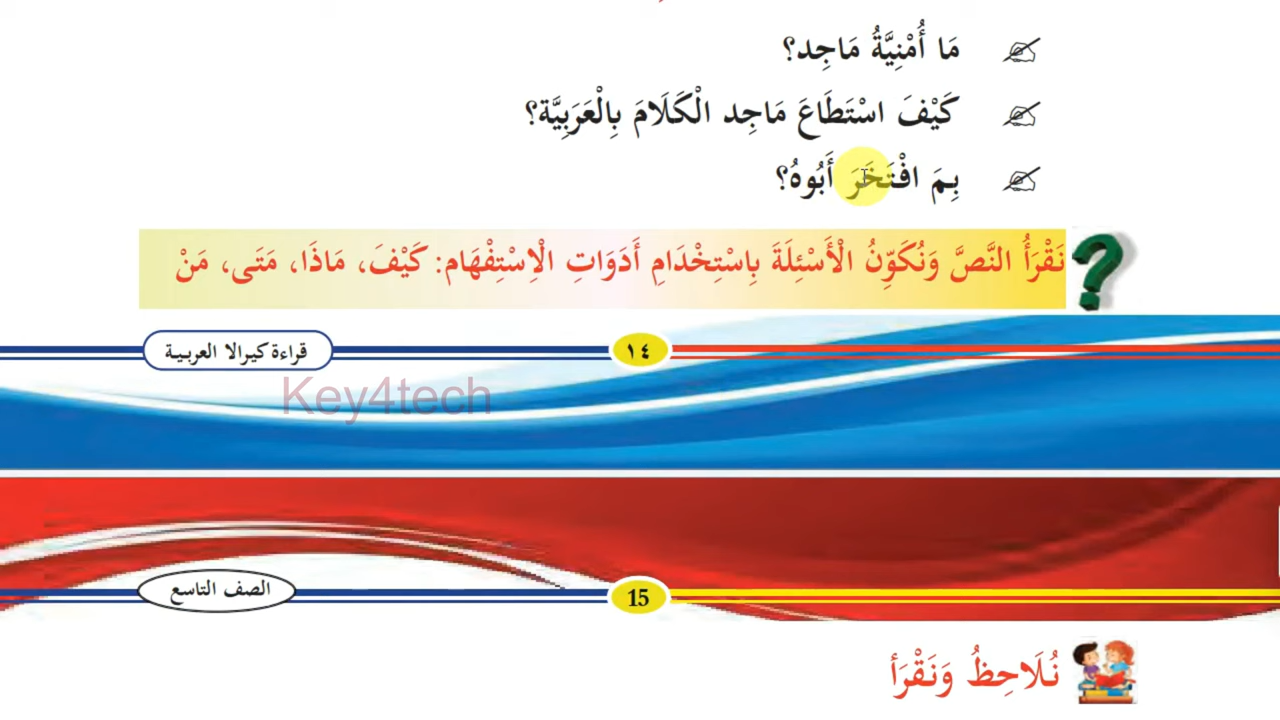 مَا أُمْنِيَّةُ مَاجِد؟
كَيْفَ اسْتَطَاعَ مَاجِد الْكَلَامَ بِالْعَرَبِيَّة؟
بِمَ افْتَخَرَ أَبُوهُ؟
نَقْرَأُ النَّصَّ وَنُكَوِّنُ الْأَسْئِلَةَ بِاسْتِخْدَامِ أَدَوَاتِ الْاِسْتِفْهَام: كَيْفَ، مَاذَا، مَتَى، مَنْ
١٤
قراءة كيرالا العربية
Key4tech
15
الصف التاسع
نُلَاحِظُ وَنَقْرَأ